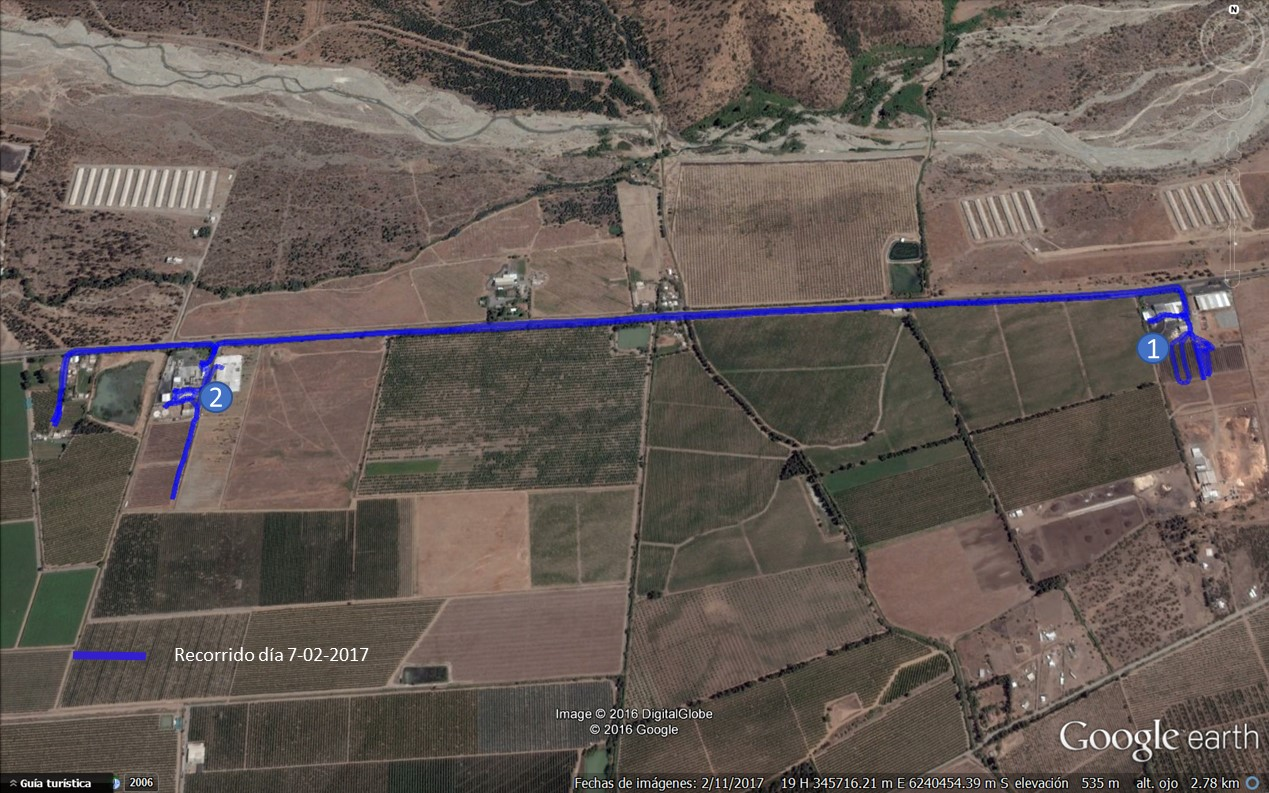 N
1
2
Recorrido día 7-02-2017
Image © 2016 DigitalGlobe
© 2016 Google
Google earth
Guía turística
2006
Fechas de imágenes: 2/11/2017 19 H 345716.21 m E 6240454.39 m S elevación 535 m alt. ojo 2.78 km